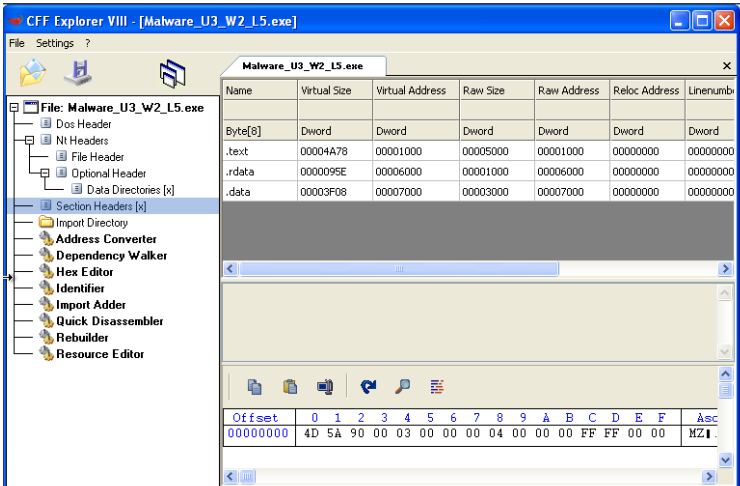 CFF Explorer VIII - [Malware_U3_W2_L5.exe]
File Settings ?
Malware_U3_W2_L5.exe
File: Malware_U3_W2_L5.exe
Dos Header
Nt Headers
File Header
Optional Header
Data Directories [x]
Section Headers [x]
Import Directory
Address Converter
Dependency Walker
Hex Editor
Identifier
Import Adder
Quick Disassembler
Rebuilder
Resource Editor
Name Virtual Size Virtual Address Raw Size Raw Address Reloc Address Linenumb
Byte[8] Dword Dword Dword Dword Dword Dword
.text 00004A78 00001000 00005000 00001000 00000000 00000000
.rdata 0000095E 00006000 00001000 00006000 00000000 00000000
.data 00003F08 00007000 00003000 00007000 00000000 00000000
Offset 0 1 2 3 4 5 6 7 8 9 A B C D E F Asc
00000000 4D 5A 90 00 03 00 00 00 04 00 00 00 FF FF 00 00 MZ